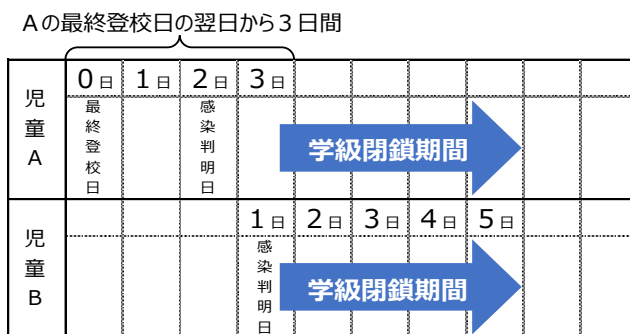 Aの最終登校日の翌日から3日間
児童A
0日 1日 2日 3日
最終登校日
感染判明日
学級閉鎖期間
児童B
1日 2日 3日 4日 5日
感染判明日
学級閉鎖期間